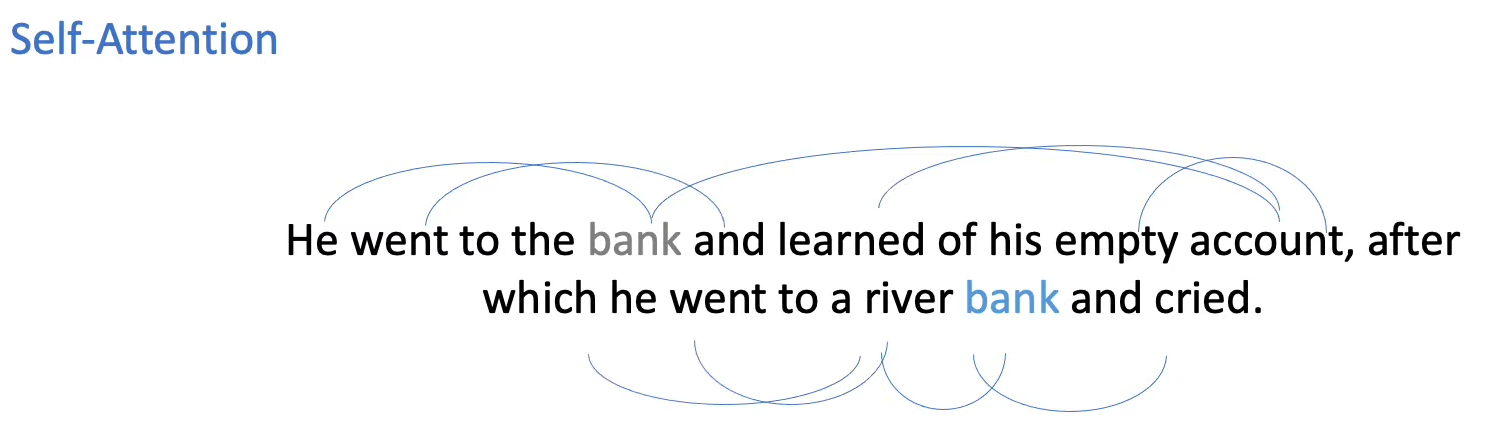 Self-Attention
He went to the bank and learned of his empty account, after
which he went to a river bank and cried.